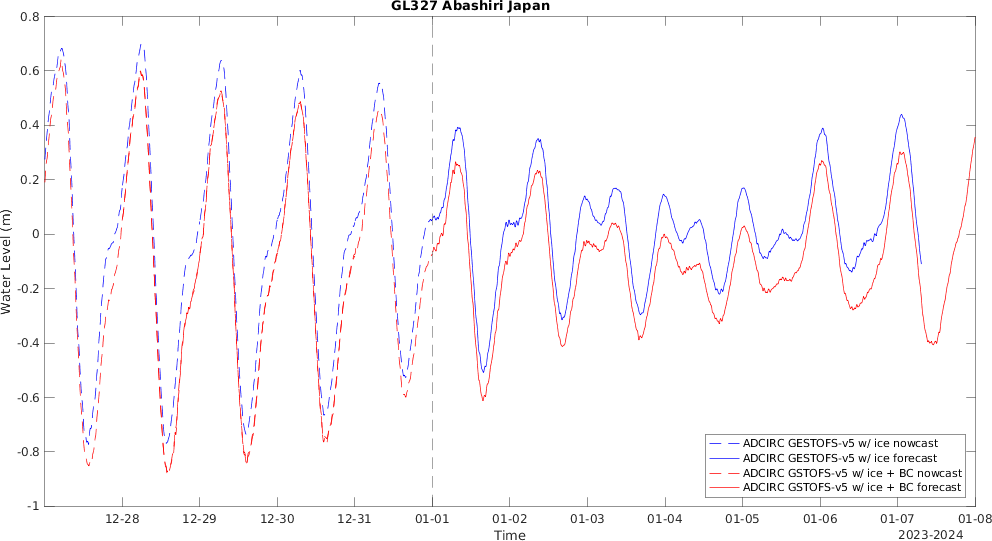 GL327 Abashiri Japan
0.8
0.6
0.4
0.2
0
-0.2
-0.4
-0.6
-0.8
-1
Water Level (m)
ADCIRC GESTOFS-v5 w/ ice nowcast
ADCIRC GESTOFS-v5 w/ ice forecast
ADCIRC GSTOFS-v5 w/ ice + BC nowcast
ADCIRC GSTOFS-v5 w/ ice + BC forecast
12-28 12-29 12-30 12-31 01-01 01-02 01-03 01-04 01-05 01-06 01-07 01-08
Time
2023-2024